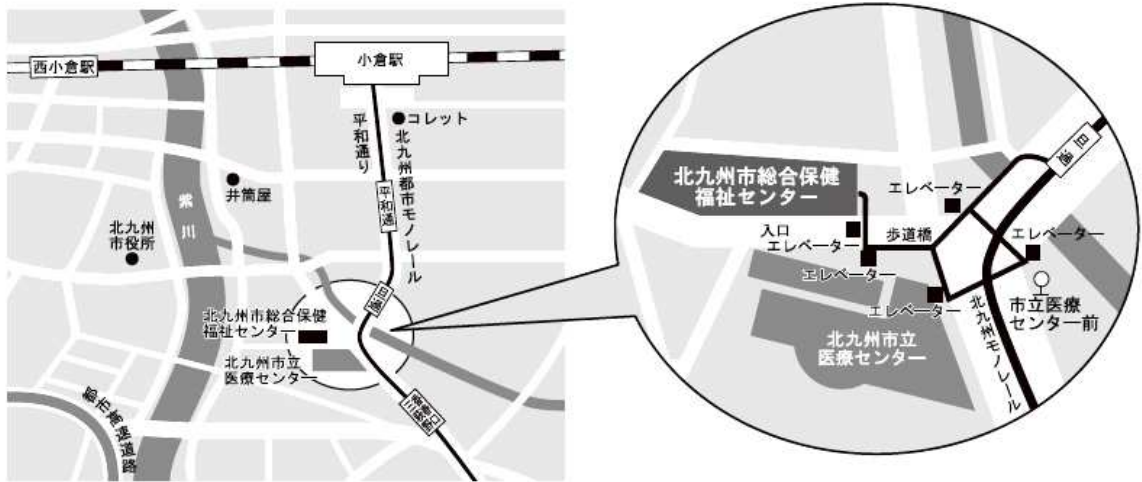 西小倉駅
小倉駅
コレット
平和通り
北九州都市モノレール
平和通
井筒屋
紫川
北九州
市役所
旦過
北九州市総合保健
福祉センター
北九州市立
医療センター
香春口
三萩野
都市高速道路
旦過
北九州市総合保健
福祉センター
エレベーター
入口
エレベーター
歩道橋
エレベーター
エレベーター
エレベーター
市立医療
センター前
北九州市立
医療センター
北九州モノレール